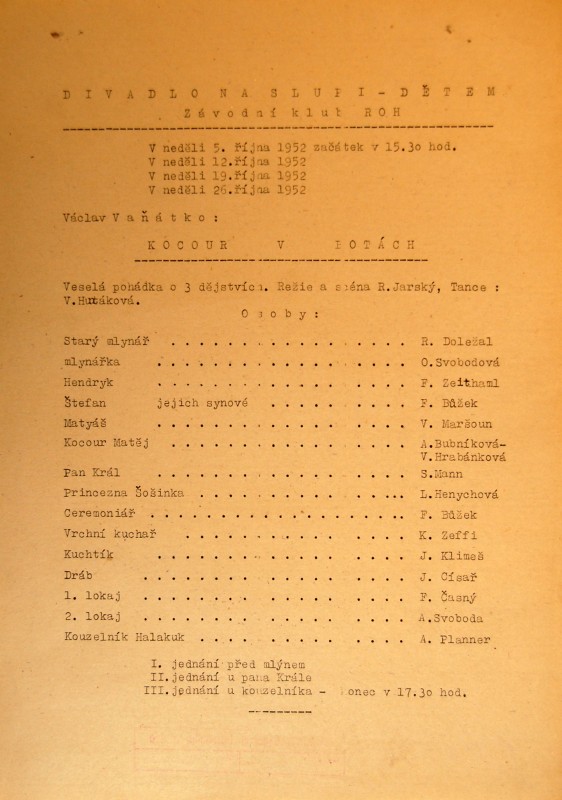 D I V A D L O N A S L U P I - D Ě T E M
Z á v o d n í k l u b ROH
V neděli 5. října 1952 začátek v 15.30 hod.
V neděli 12.října 1952
V neděli 19.října 1952
V neděli 26.října 1952
Václav V a ň á t k o :
K O C O U R V B O T Á C H
Veselá pohádka o 3 dějstvích. Režie a scéna R.Jarský, Tance :
V.Hutáková.
O s o b y :
Starý mlynář . . . . . . . . . . . . . . . . R. Doležal
mlynářka . . . . . . . . . . . . . . . . O.Svobodová
Hendryk . . . . . . . . . . . . . . . . F. Zeithaml
Štefan jejich synové . . . . . . . . . F. Bůžek
Matyáš . . . . . . . . . . . . . . . . V. Maršoun
Kocour Matěj . . . . . . . . . . . . . . . A.Bubníková-
V.Hrabánková
Pan Král . . . . . . . . . . . . . . . . S.Mann
Princezna Šošinka . . . . . . . . . . . . ... L.Henychová
Ceremoniář . . . . . . . . . . . . . . . . F. Bůžek
Vrchní kuchař . . . . . . . . . . . . . . K. Zeffi
Kuchtík . . . . . . . . . . . . . . . . J. Klimeš
Dráb . . . . . . . . . . . . . . . . J. Císař
1. lokaj . . . . . . . . . . . . . . . . F. Časný
2. lokaj . . . . . . . . . . . . . . . . A.Svoboda
Kouzelník Halakuk . . . . . . . . . . . . . A. Planner
I. jednání před mlýnem
II.jednání u pana Krále
III.jednání u kouzelníka - konec v 17.30 hod.